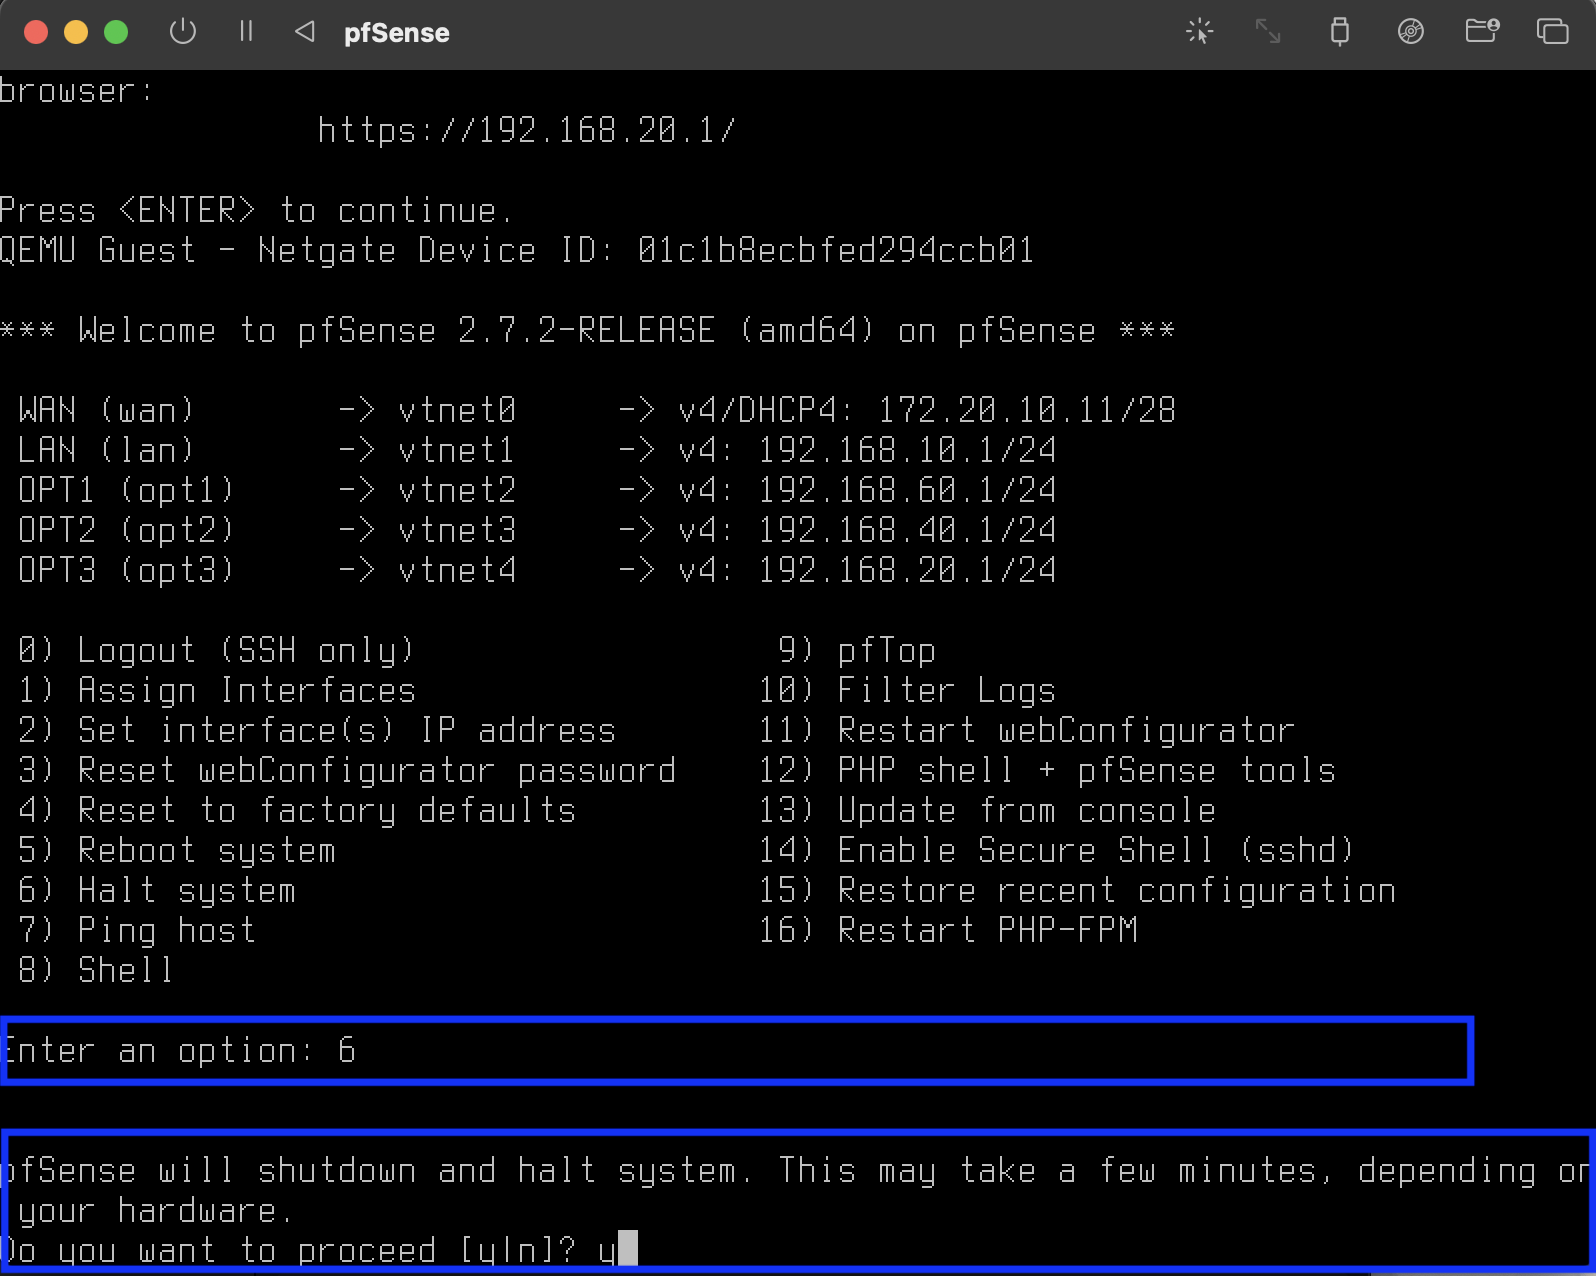 pfSense
browser:
https://192.168.20.1/
Press <ENTER> to continue.
QEMU Guest - Netgate Device ID: 01c1b8ecbfed294ccb01
*** Welcome to pfSense 2.7.2-RELEASE (amd64) on pfSense ***
WAN (wan) -> vtnet0 -> v4/DHCP4: 172.20.10.11/28
LAN (lan) -> vtnet1 -> v4: 192.168.10.1/24
OPT1 (opt1) -> vtnet2 -> v4: 192.168.60.1/24
OPT2 (opt2) -> vtnet3 -> v4: 192.168.40.1/24
OPT3 (opt3) -> vtnet4 -> v4: 192.168.20.1/24
0) Logout (SSH only) 9) pfTop
1) Assign Interfaces 10) Filter Logs
2) Set interface(s) IP address 11) Restart webConfigurator
3) Reset webConfigurator password 12) PHP shell + pfSense tools
4) Reset to factory defaults 13) Update from console
5) Reboot system 14) Enable Secure Shell (sshd)
6) Halt system 15) Restore recent configuration
7) Ping host 16) Restart PHP-FPM
8) Shell
Enter an option: 6
pfSense will shutdown and halt system. This may take a few minutes, depending on
your hardware.
Do you want to proceed [y|n]? y